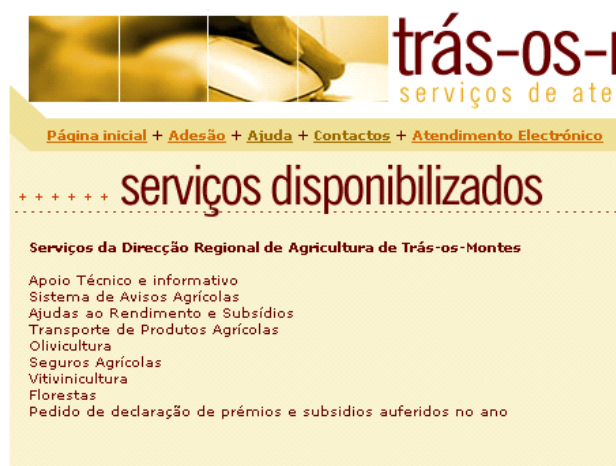 trás-os-
serviços de ate
Página inicial + Adesão + Ajuda + Contactos + Atendimento Electrónico
++++++ serviços disponibilizados
Serviços da Direcção Regional de Agricultura de Trás-os-Montes
Apoio Técnico e informativo
Sistema de Avisos Agrícolas
Ajudas ao Rendimento e Subsídios
Transporte de Produtos Agrícolas
Olivicultura
Seguros Agrícolas
Vitivinicultura
Florestas
Pedido de declaração de prémios e subsidios auferidos no ano